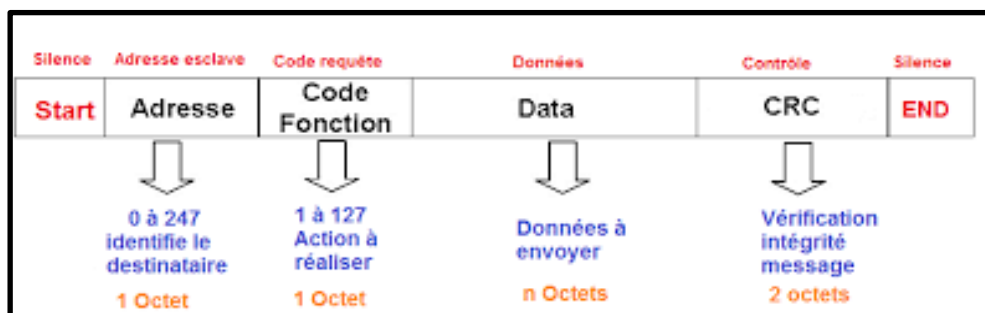 Silence Adresse esclave Code requête Données Contrôle Silence
Start Adresse Code Fonction Data CRC END
0 à 247 identifie le destinataire
1 à 127 Action à réaliser
Données à envoyer
Vérification intégrité message
1 Octet 1 Octet n Octets 2 octets